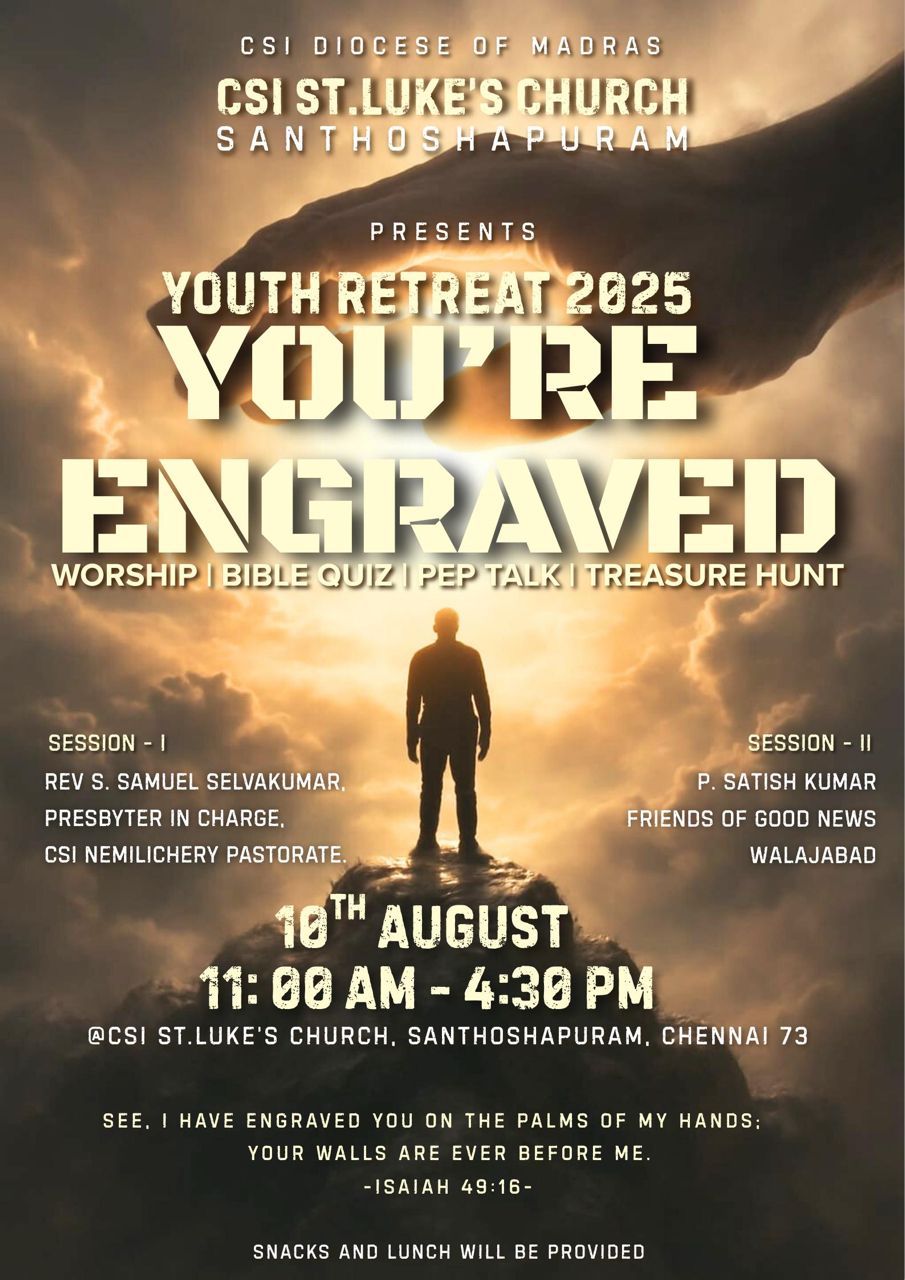 CSI DIOCESE OF MADRAS
CSI ST.LUKE'S CHURCH
SANTHOSHAPURAM
PRESENTS
YOUTH RETREAT 2025
YOU'RE
ENGRAVED
WORSHIP | BIBLE QUIZ | PEP TALK | TREASURE HUNT
SESSION - I
REV S. SAMUEL SELVAKUMAR,
PRESBYTER IN CHARGE,
CSI NEMILICHERY PASTORATE.
SESSION - II
P. SATISH KUMAR
FRIENDS OF GOOD NEWS
WALAJABAD
10TH AUGUST
11: 00 AM - 4:30 PM
@CSI ST.LUKE'S CHURCH, SANTHOSHAPURAM, CHENNAI 73
SEE, I HAVE ENGRAVED YOU ON THE PALMS OF MY HANDS;
YOUR WALLS ARE EVER BEFORE ME.
-ISAIAH 49:16-
SNACKS AND LUNCH WILL BE PROVIDED